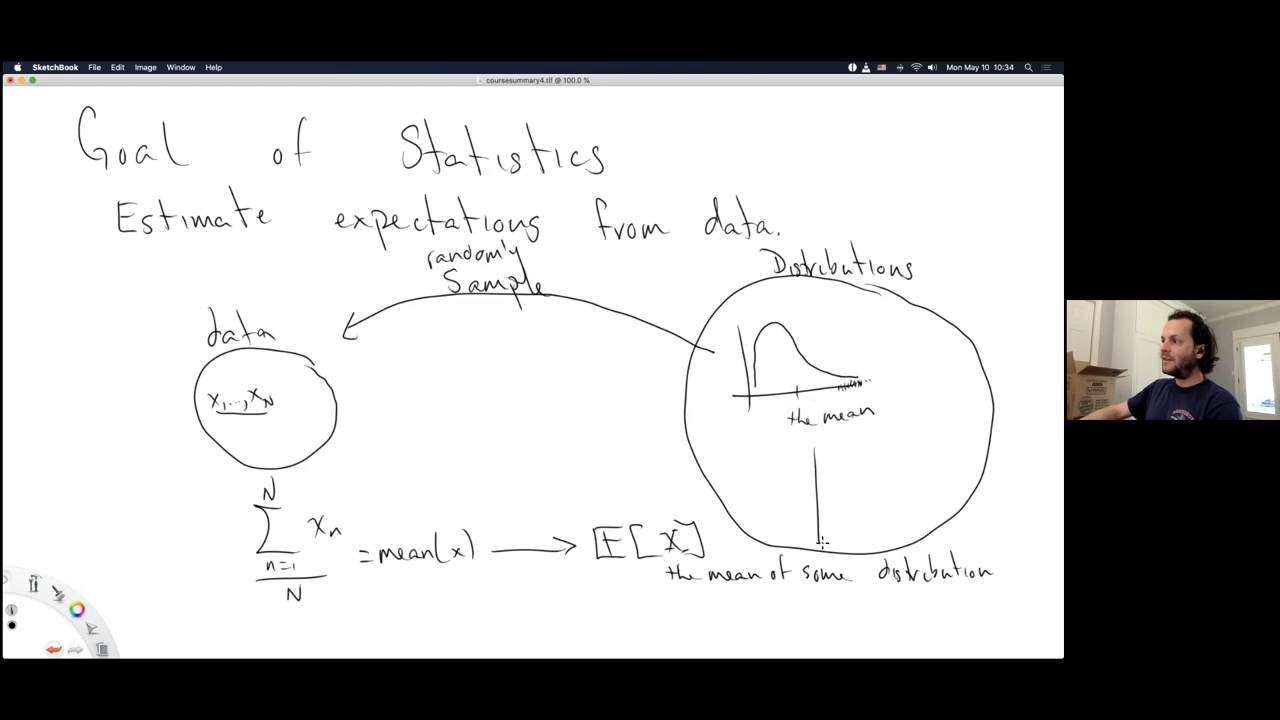 SketchBook File Edit Image Window Help
Mon May 10 10:34
coursesummary4.tif @ 100.0 %
Goal of Statistics
Estimate expectations from data.
randomly
Sample
Distributions
data
x₁,...,x_N
the mean
N
∑ xₙ
n=1
N
= mean(x) → 𝔼[X]
the mean of some distribution